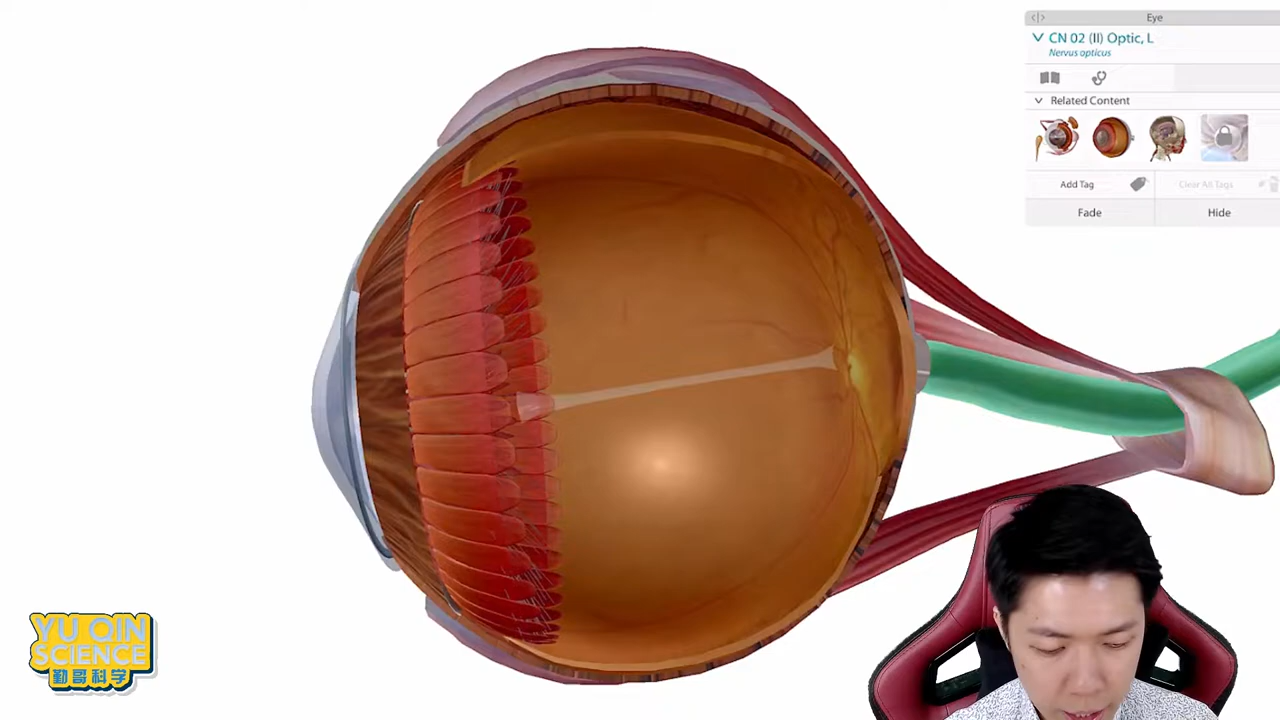 Eye
CN 02 (II) Optic, L
Nervus opticus
Related Content
Add Tag
Clear All Tags
Fade
Hide
YU QIN
SCIENCE
勤哥科学